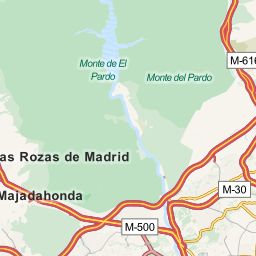 Monte de El
Pardo
Monte del Pardo
M-616
as Rozas de Madrid
Majadahonda
M-30
M-500